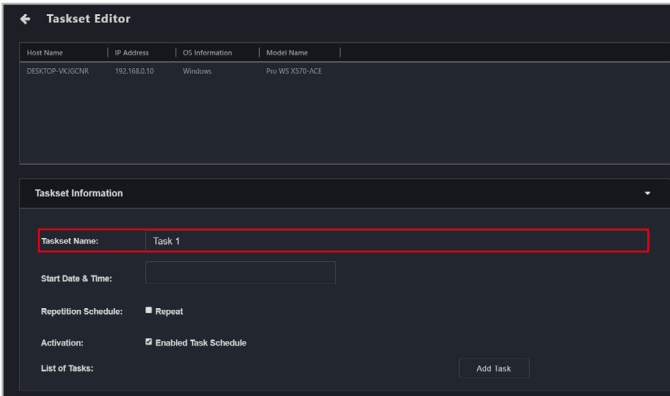 Taskset Editor
Host Name IP Address OS Information Model Name
DESKTOP-VKJGCNR 192.168.0.10 Windows Pro WS X570-ACE
Taskset Information
Taskset Name: Task 1
Start Date & Time:
Repetition Schedule: Repeat
Activation: Enabled Task Schedule
List of Tasks: Add Task